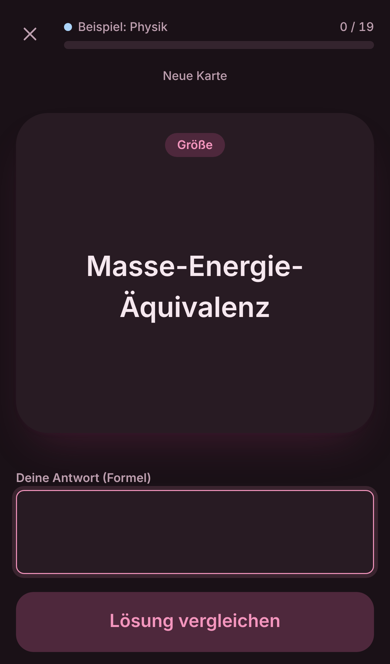 Beispiel: Physik
0 / 19
Neue Karte
Größe
Masse-Energie-
Äquivalenz
Deine Antwort (Formel)
Lösung vergleichen